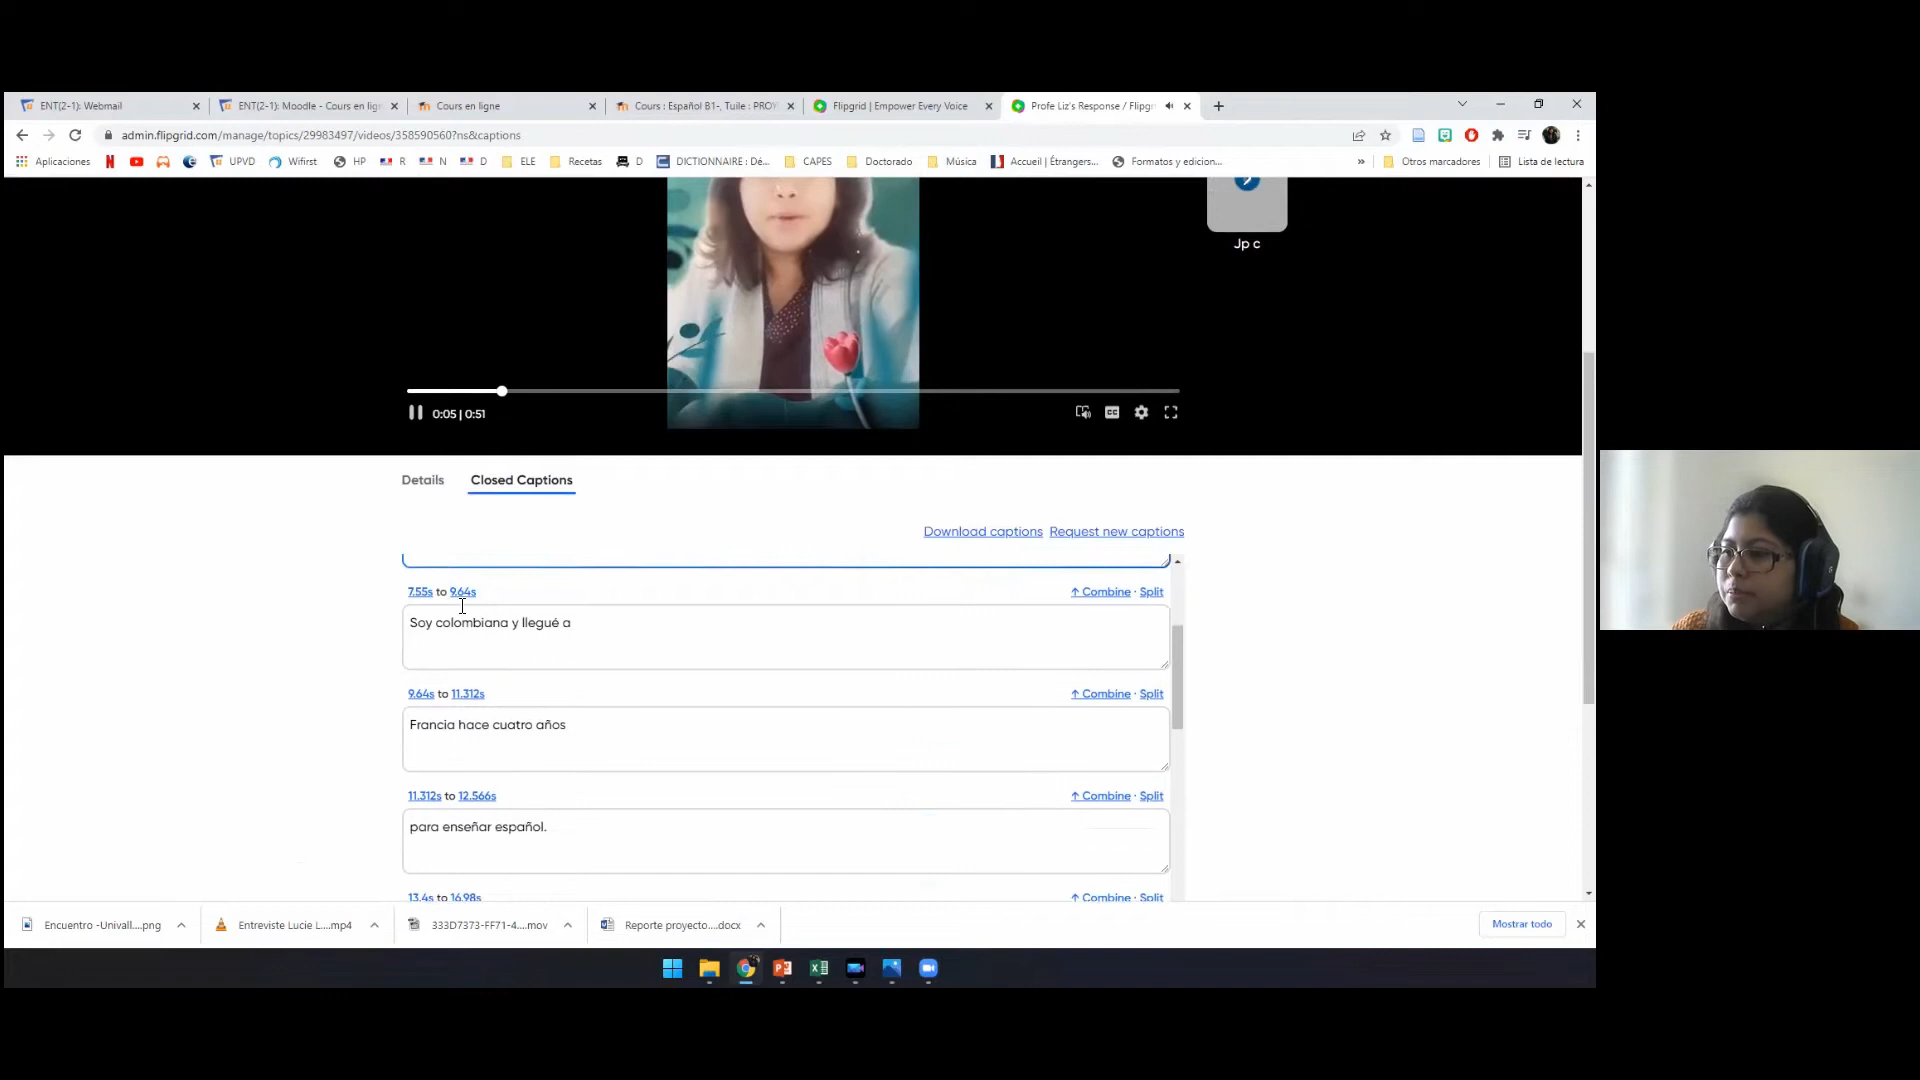 ENT(2-1): Webmail
ENT(2-1): Moodle - Cours en lig
Cours en ligne
Cours : Español B1-, Tuile : PROY
Flipgrid | Empower Every Voice
Profe Liz's Response / Flipgr
admin.flipgrid.com/manage/topics/29983497/videos/358590560?ns&captions
Aplicaciones
UPVD
Wifirst
HP
R
N
D
ELE
Recetas
D
DICTIONNAIRE : Dé...
CAPES
Doctorado
Música
Accueil | Étrangers...
Formatos y edicion...
»
Otros marcadores
Lista de lectura
Jp c
0:05 | 0:51
CC
Details
Closed Captions
Download captions
Request new captions
7.55s to 9.64s
↑ Combine · Split
Soy colombiana y llegué a
9.64s to 11.312s
↑ Combine · Split
Francia hace cuatro años
11.312s to 12.566s
↑ Combine · Split
para enseñar español.
13.4s to 16.98s
↑ Combine · Split
Encuentro -Univall....png
Entreviste Lucie L....mp4
333D7373-FF71-4....mov
Reporte proyecto....docx
Mostrar todo